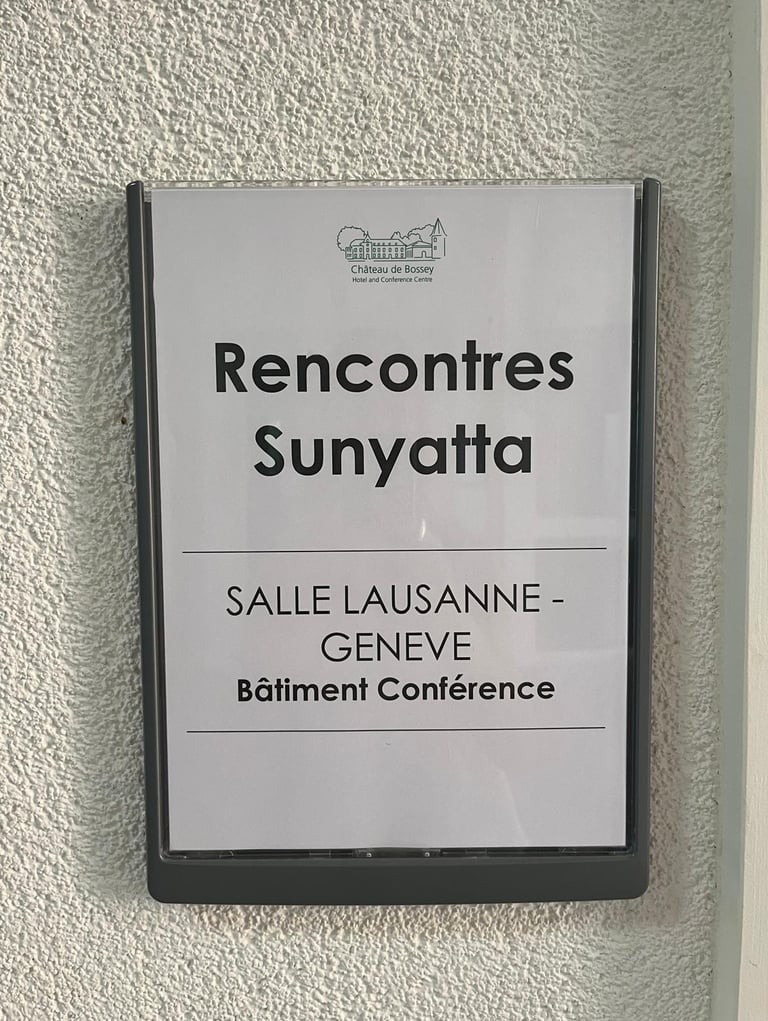 Château de Bossey
Hotel and Conference Centre
Rencontres
Sunyatta
SALLE LAUSANNE -
GENEVE
Bâtiment Conférence